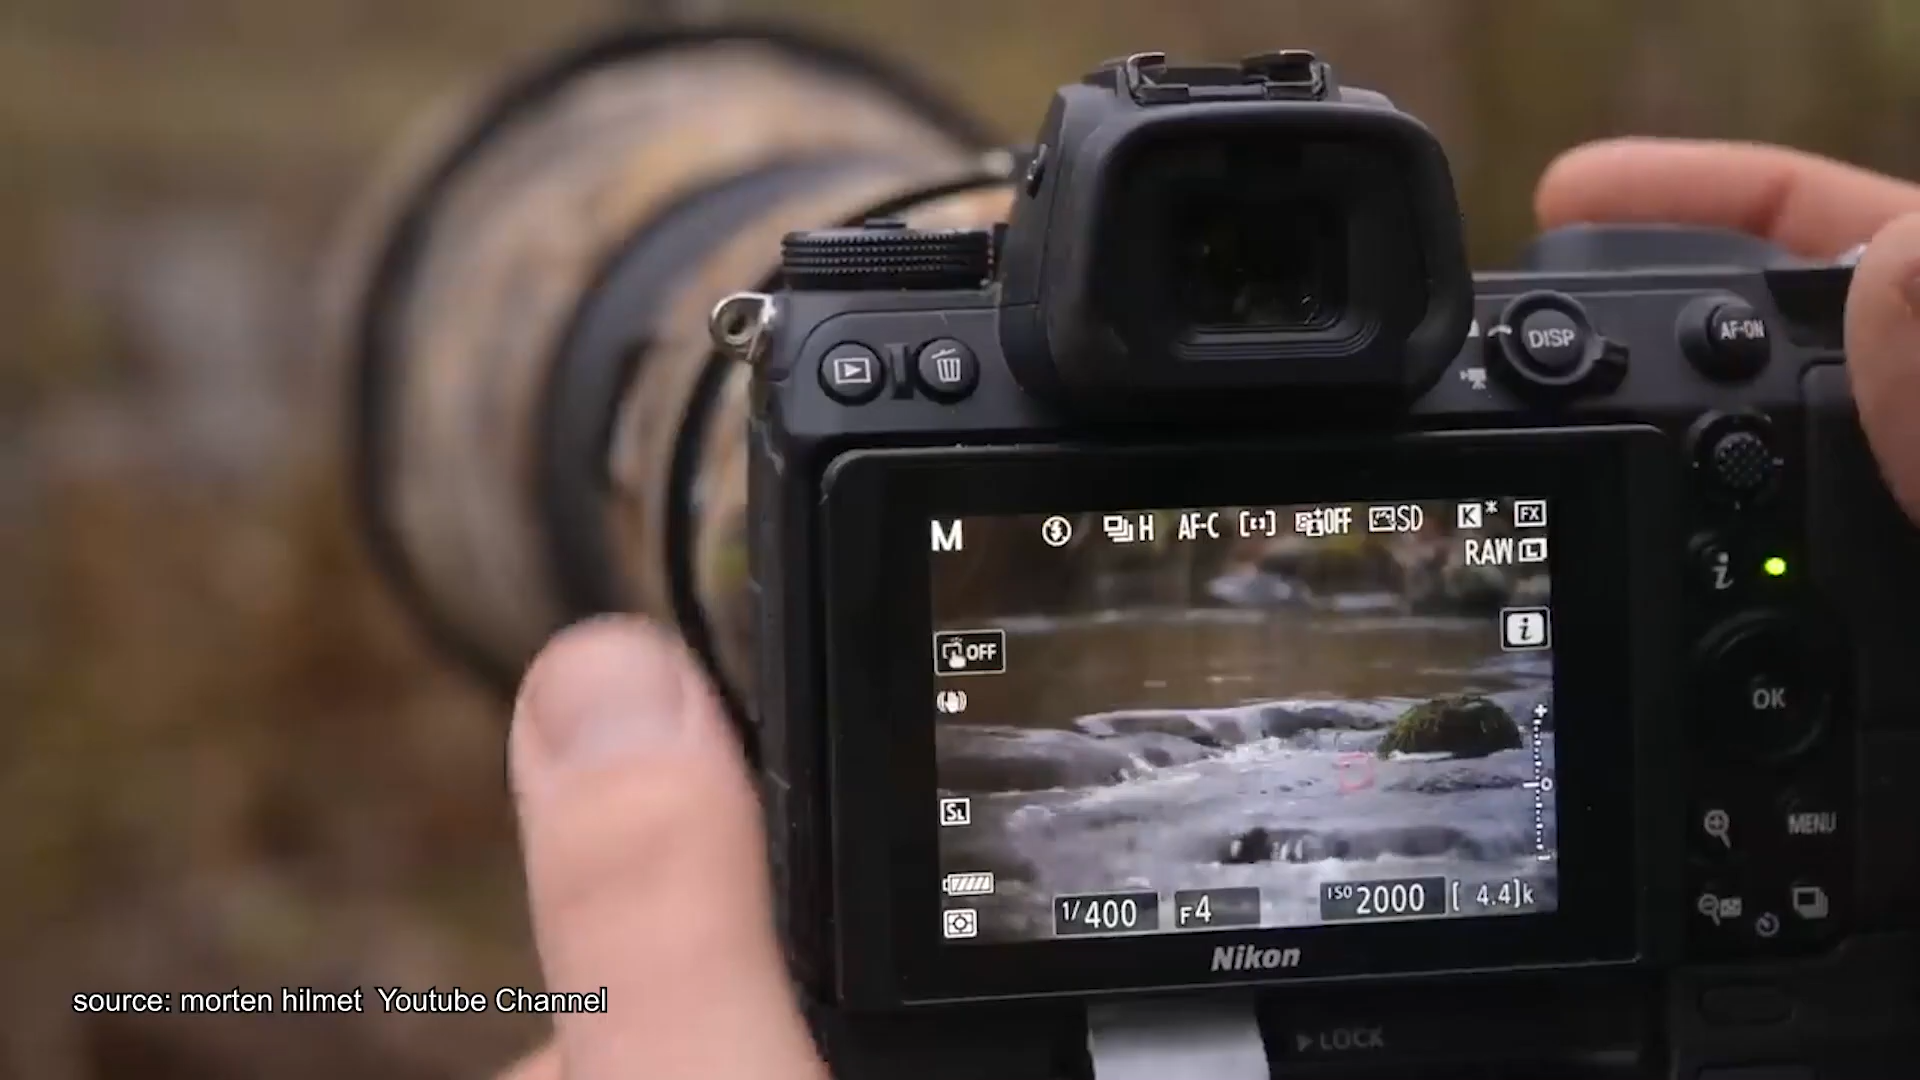 DISP
AF-ON
M H AF-C OFF SD K* FX
RAW L
i
i
OFF
OK
SL
MENU
1/400 F4 ISO 2000 [ 4.4]k
Nikon
source: morten hilmet  Youtube Channel
LOCK